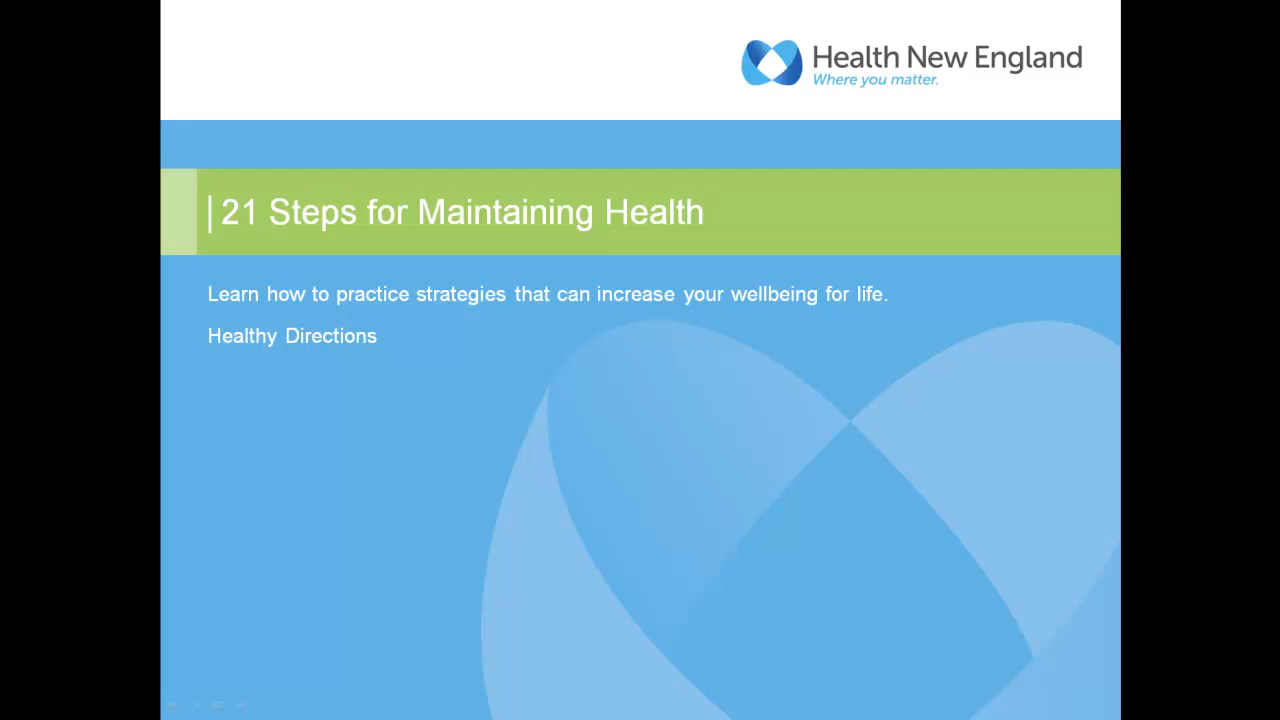 Health New England
Where you matter.
21 Steps for Maintaining Health
Learn how to practice strategies that can increase your wellbeing for life.
Healthy Directions